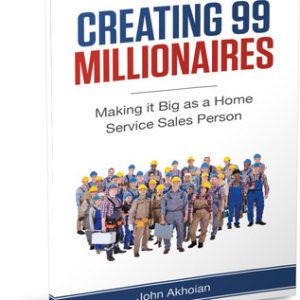 CREATING 99
MILLIONAIRES
Making it Big as a Home
Service Sales Person
John Akhoian